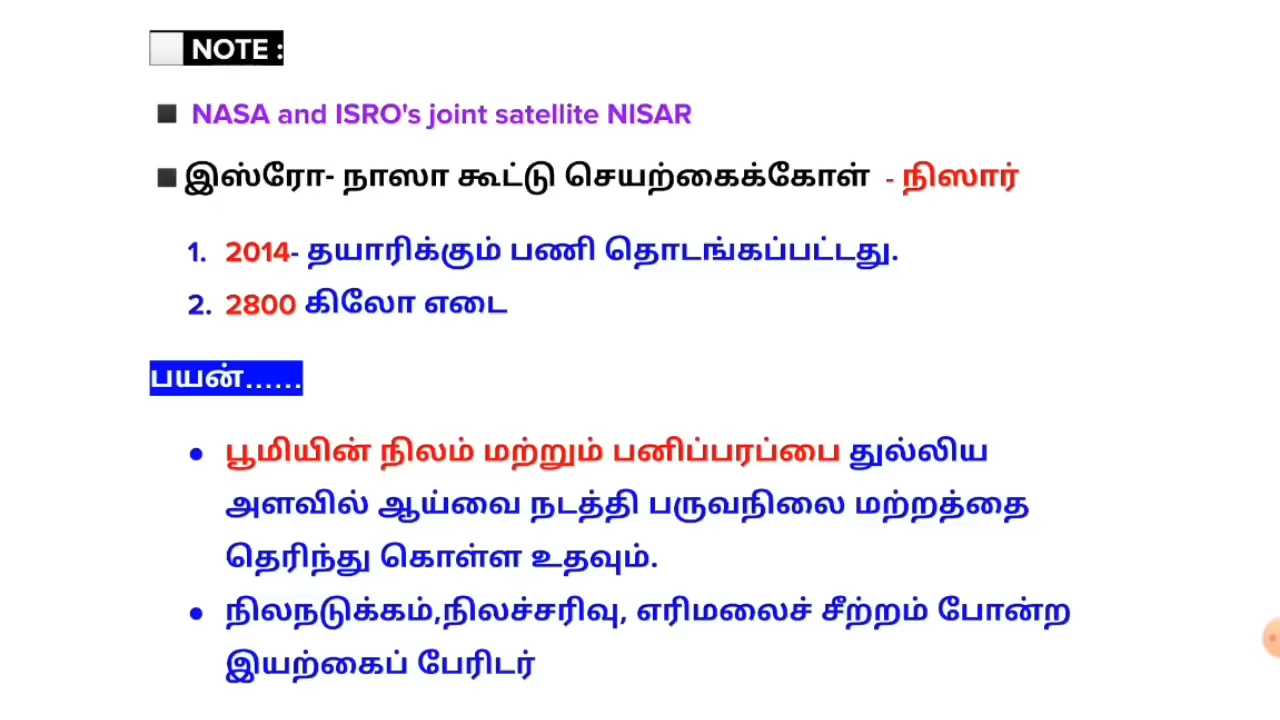 NOTE :
NASA and ISRO's joint satellite NISAR
இஸ்ரோ- நாஸா கூட்டு செயற்கைக்கோள் - நிஸார்
1. 2014- தயாரிக்கும் பணி தொடங்கப்பட்டது.
2. 2800 கிலோ எடை
பயன்......
• பூமியின் நிலம் மற்றும் பனிப்பரப்பை துல்லிய
அளவில் ஆய்வை நடத்தி பருவநிலை மற்றத்தை
தெரிந்து கொள்ள உதவும்.
• நிலநடுக்கம்,நிலச்சரிவு, எரிமலைச் சீற்றம் போன்ற
இயற்கைப் பேரிடர்